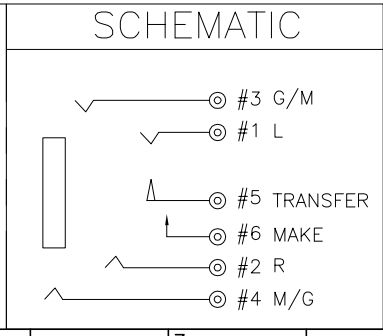 SCHEMATIC
#3 G/M
#1 L
#5 TRANSFER
#6 MAKE
#2 R
#4 M/G